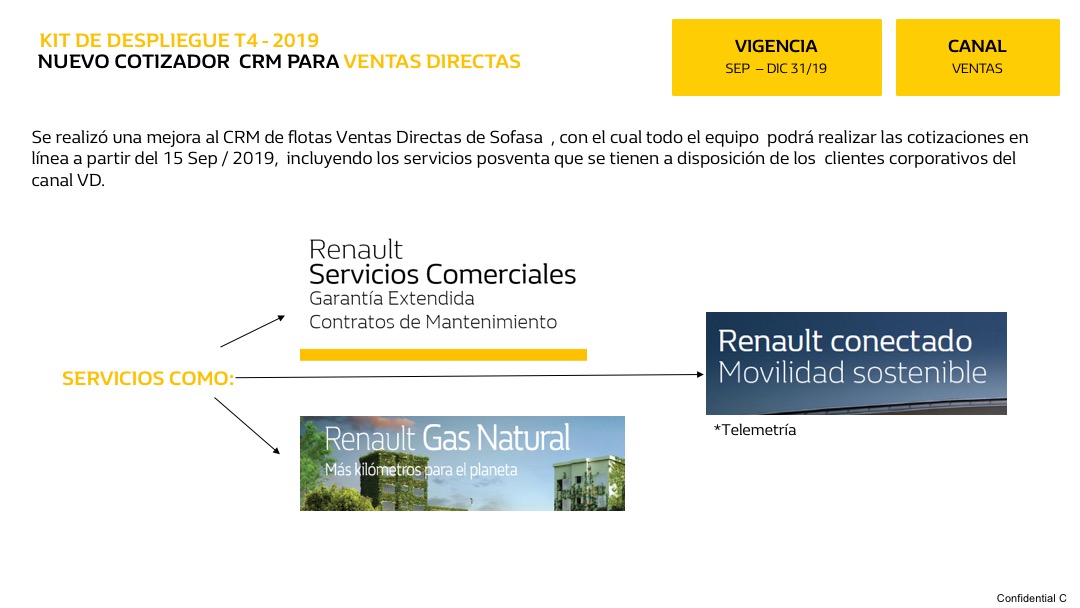 KIT DE DESPLIEGUE T4 - 2019
NUEVO COTIZADOR CRM PARA VENTAS DIRECTAS
VIGENCIA
SEP – DIC 31/19
CANAL
VENTAS
Se realizó una mejora al CRM de flotas Ventas Directas de Sofasa , con el cual todo el equipo podrá realizar las cotizaciones en
línea a partir del 15 Sep / 2019, incluyendo los servicios posventa que se tienen a disposición de los clientes corporativos del
canal VD.
Renault
Servicios Comerciales
Garantía Extendida
Contratos de Mantenimiento
SERVICIOS COMO:
Renault conectado
Movilidad sostenible
*Telemetría
Renault Gas Natural
Más kilómetros para el planeta
Confidential C